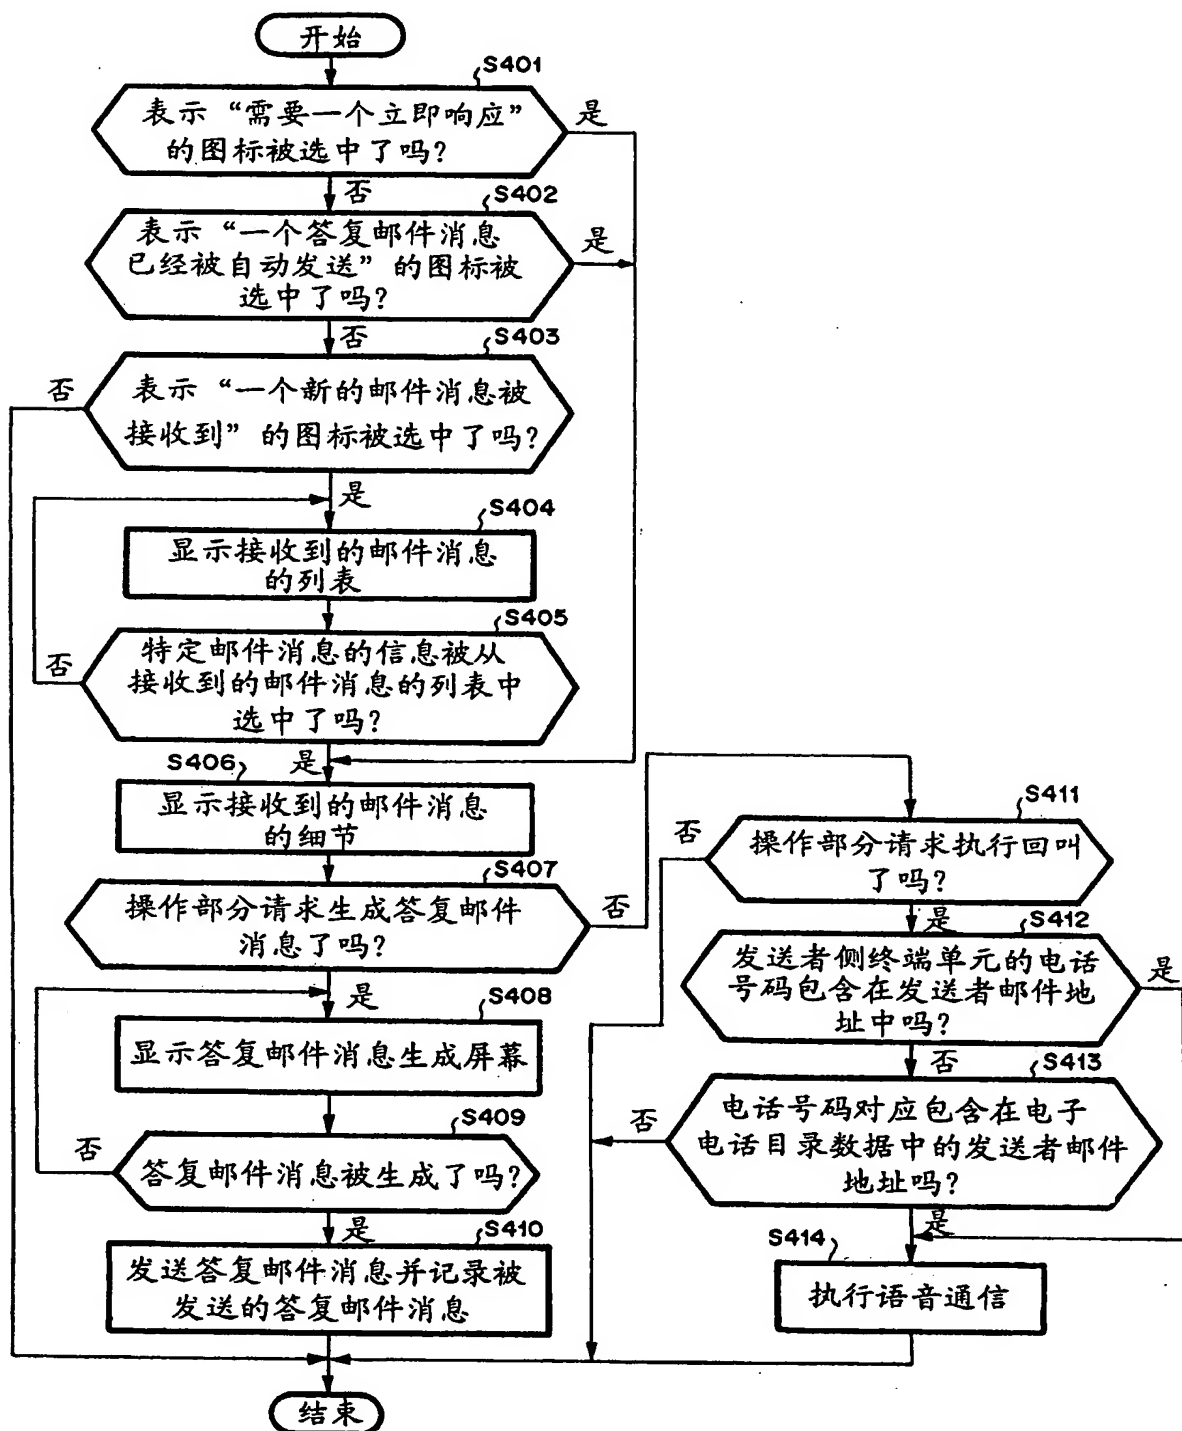 开始
S401
表示“需要一个立即响应”
的图标被选中了吗?
是
否
S402
表示“一个答复邮件消息
已经被自动发送”的图标被
选中了吗?
是
否
S403
表示“一个新的邮件消息被
接收到”的图标被选中了吗?
否
是
S404
显示接收到的邮件消息
的列表
S405
特定邮件消息的信息被从
接收到的邮件消息的列表中
选中了吗?
否
是
S406
显示接收到的邮件消息
的细节
S407
操作部分请求生成答复邮件
消息了吗?
否
是
S408
显示答复邮件消息生成屏幕
S409
答复邮件消息被生成了吗?
否
是
S410
发送答复邮件消息并记录被
发送的答复邮件消息
S411
操作部分请求执行回叫
了吗?
否
是
S412
发送者侧终端单元的电话
号码包含在发送者邮件地
址中吗?
是
否
S413
电话号码对应包含在电子
电话目录数据中的发送者邮件
地址吗?
否
是
S414
执行语音通信
结束